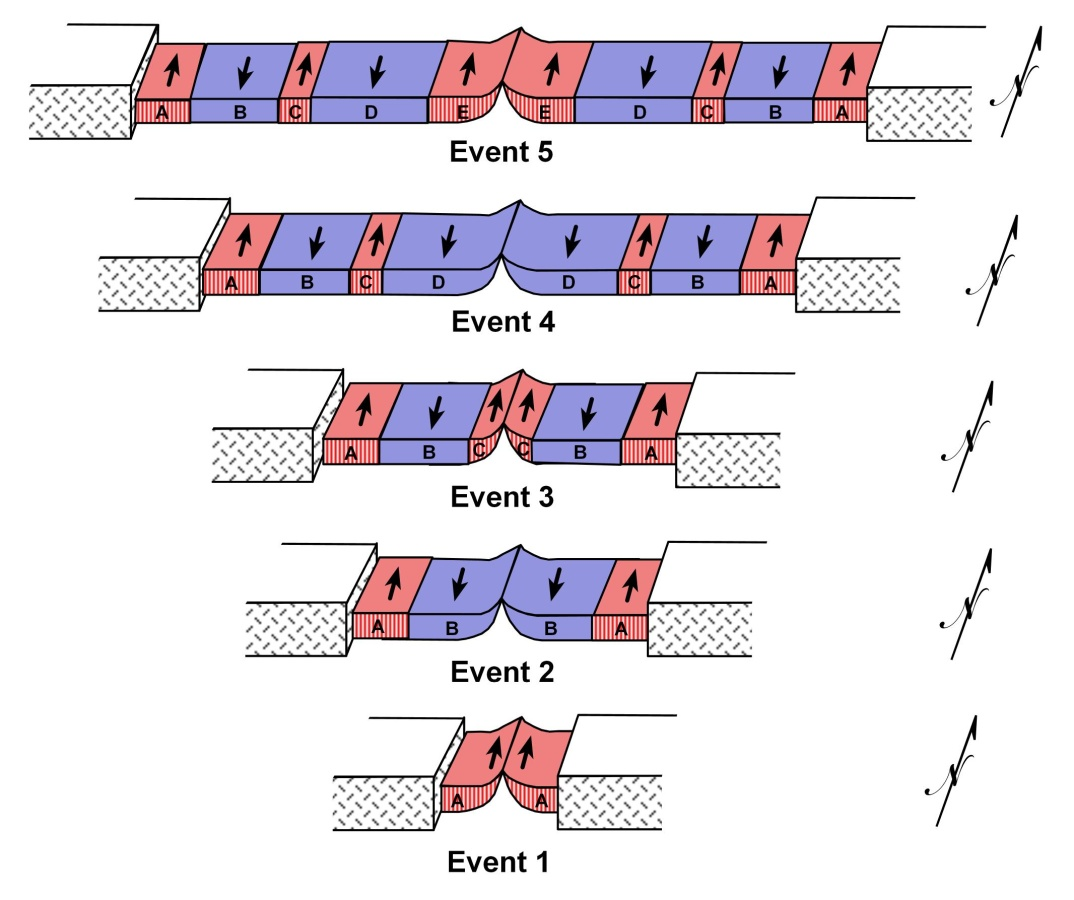 A B C D E E D C B A
Event 5
A B C D D C B A
Event 4
A B C C B A
Event 3
A B B A
Event 2
A A
Event 1